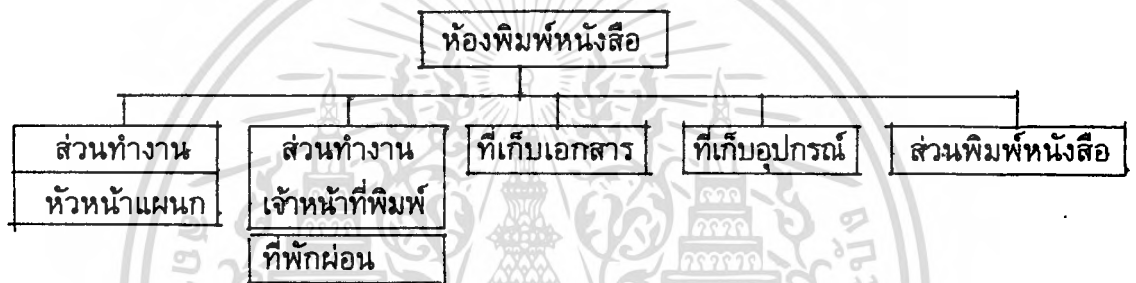 ห้องพิมพ์หนังสือ
ส่วนทำงาน
หัวหน้าแผนก
ส่วนทำงาน
เจ้าหน้าที่พิมพ์
ที่พักผ่อน
ที่เก็บเอกสาร
ที่เก็บอุปกรณ์
ส่วนพิมพ์หนังสือ